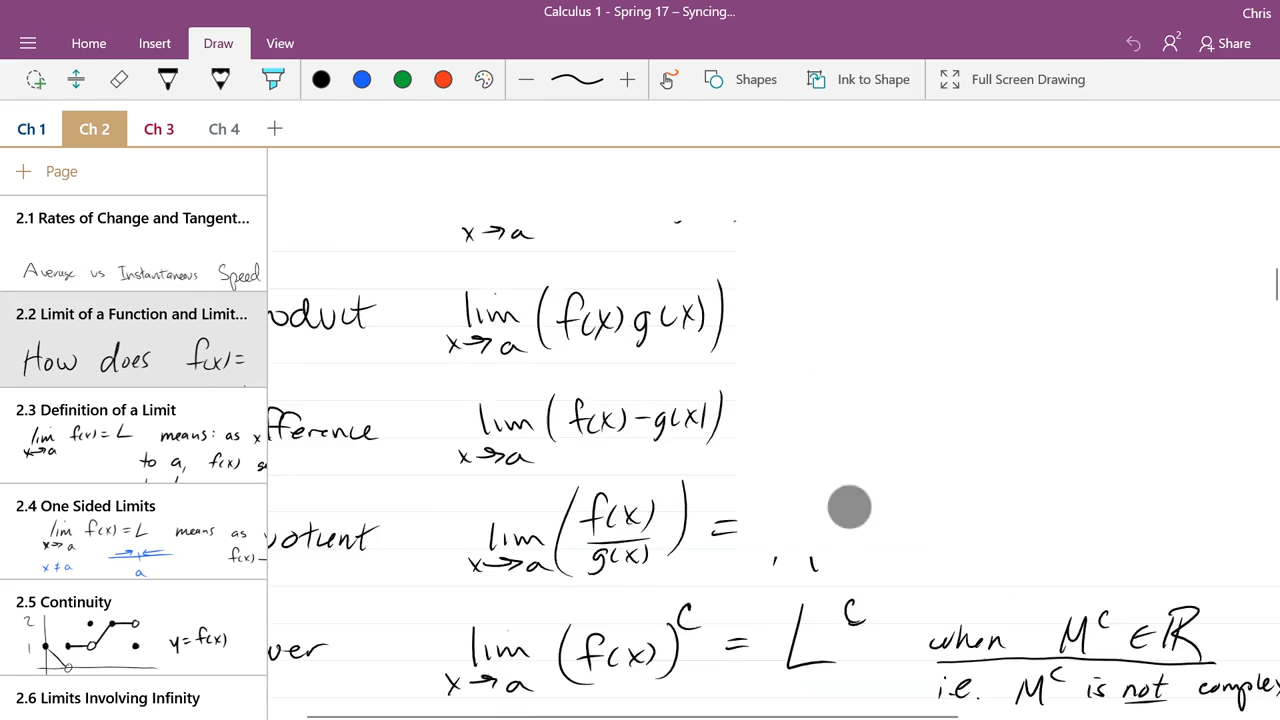 Calculus 1 - Spring 17 – Syncing...
Chris
Home Insert Draw View
2
Share
Shapes
Ink to Shape
Full Screen Drawing
Ch 1 Ch 2 Ch 3 Ch 4
Page
2.1 Rates of Change and Tangent...
Average vs Instantaneous Speed
2.2 Limit of a Function and Limit...
How does f(x)=
2.3 Definition of a Limit
lim f(x) = L means: as x
x→a
to a, f(x)
2.4 One Sided Limits
lim f(x) = L means as
x→a
x≠a
a
f(x)
2.5 Continuity
2
1
y=f(x)
2.6 Limits Involving Infinity
x→a
oduct lim (f(x) g(x))
x→a
fference lim (f(x) - g(x))
x→a
uotient lim (f(x)/g(x)) =
x→a
wer lim (f(x))^c = L^c when M^c ∈ ℝ
x→a
i.e. M^c is not complex